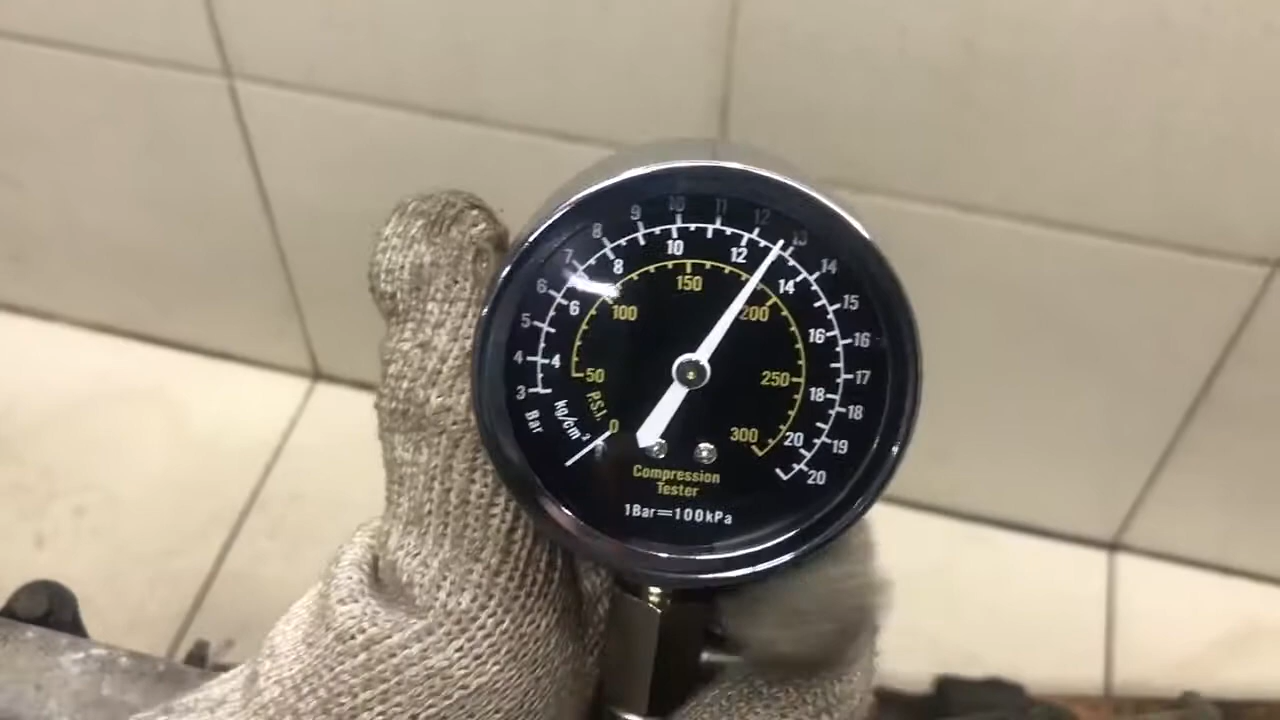 3 4 5 6 7 8 9 10 11 12 13 14 15 16 17 18 19 20
Bar
4 6 8 10 12 14 16 18 20
kg/cm²
0
50 100 150 200 250 300
P.S.I.
0
Compression
Tester
1Bar=100kPa